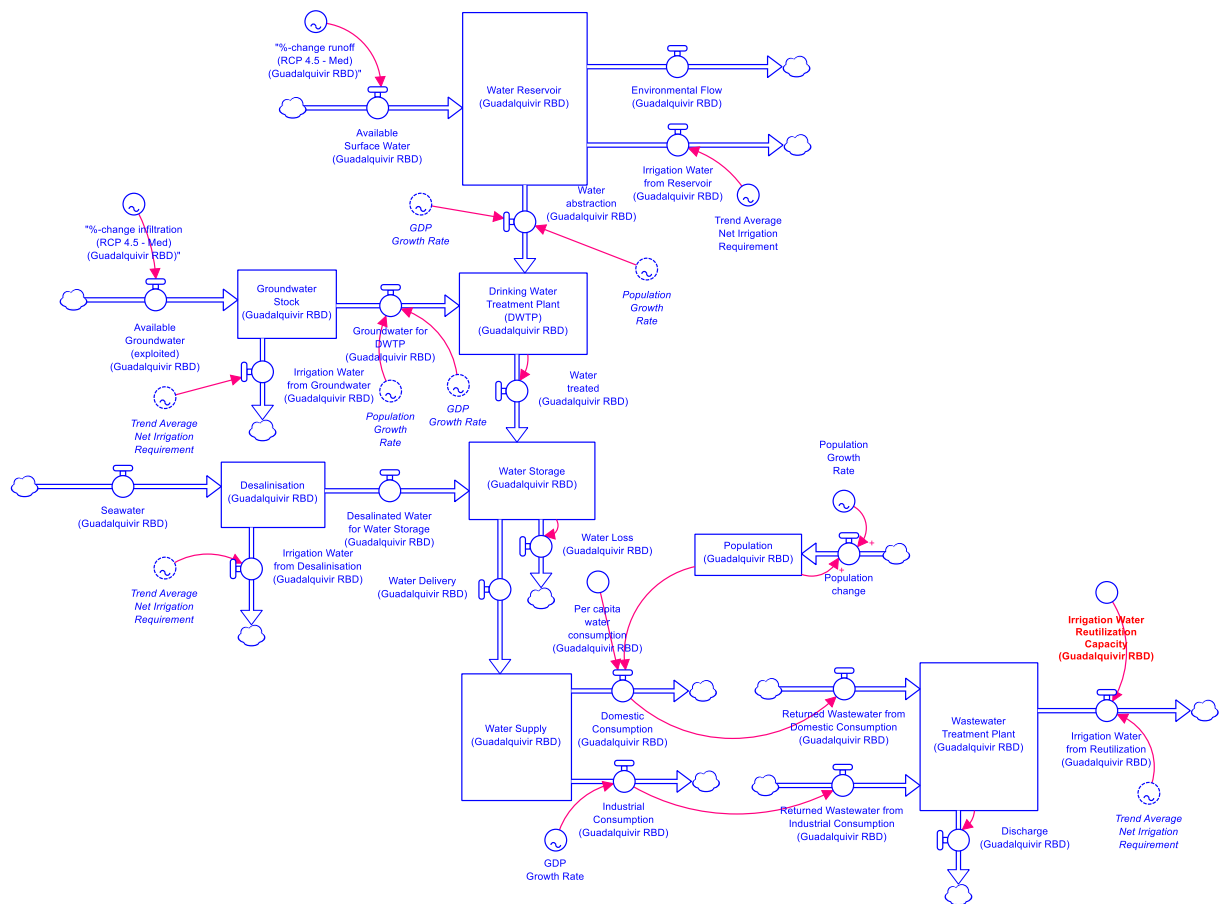 "%-change runoff
(RCP 4.5 - Med)
(Guadalquivir RBD)"
Available
Surface Water
(Guadalquivir RBD)
Water Reservoir
(Guadalquivir RBD)
Environmental Flow
(Guadalquivir RBD)
Irrigation Water
from Reservoir
(Guadalquivir RBD)
Trend Average
Net Irrigation
Requirement
Water
abstraction
(Guadalquivir RBD)
GDP
Growth Rate
Population
Growth
Rate
"%-change infiltration
(RCP 4.5 - Med)
(Guadalquivir RBD)"
Available
Groundwater
(exploited)
(Guadalquivir RBD)
Groundwater
Stock
(Guadalquivir RBD)
Groundwater for
DWTP
(Guadalquivir RBD)
Drinking Water
Treatment Plant
(DWTP)
(Guadalquivir RBD)
Irrigation Water
from Groundwater
(Guadalquivir RBD)
Trend Average
Net Irrigation
Requirement
Population
Growth
Rate
GDP
Growth Rate
Water
treated
(Guadalquivir RBD)
Seawater
(Guadalquivir RBD)
Desalinisation
(Guadalquivir RBD)
Desalinated Water
for Water Storage
(Guadalquivir RBD)
Water Storage
(Guadalquivir RBD)
Irrigation Water
from Desalinisation
(Guadalquivir RBD)
Trend Average
Net Irrigation
Requirement
Water Loss
(Guadalquivir RBD)
Water Delivery
(Guadalquivir RBD)
Population
Growth
Rate
Population
(Guadalquivir RBD)
+
+
Population
change
Per capita
water
consumption
(Guadalquivir RBD)
Irrigation Water
Reutilization
Capacity
(Guadalquivir RBD)
Water Supply
(Guadalquivir RBD)
Domestic
Consumption
(Guadalquivir RBD)
Returned Wastewater from
Domestic Consumption
(Guadalquivir RBD)
Wastewater
Treatment Plant
(Guadalquivir RBD)
Irrigation Water
from Reutilization
(Guadalquivir RBD)
Industrial
Consumption
(Guadalquivir RBD)
Returned Wastewater from
Industrial Consumption
(Guadalquivir RBD)
GDP
Growth Rate
Discharge
(Guadalquivir RBD)
Trend Average
Net Irrigation
Requirement